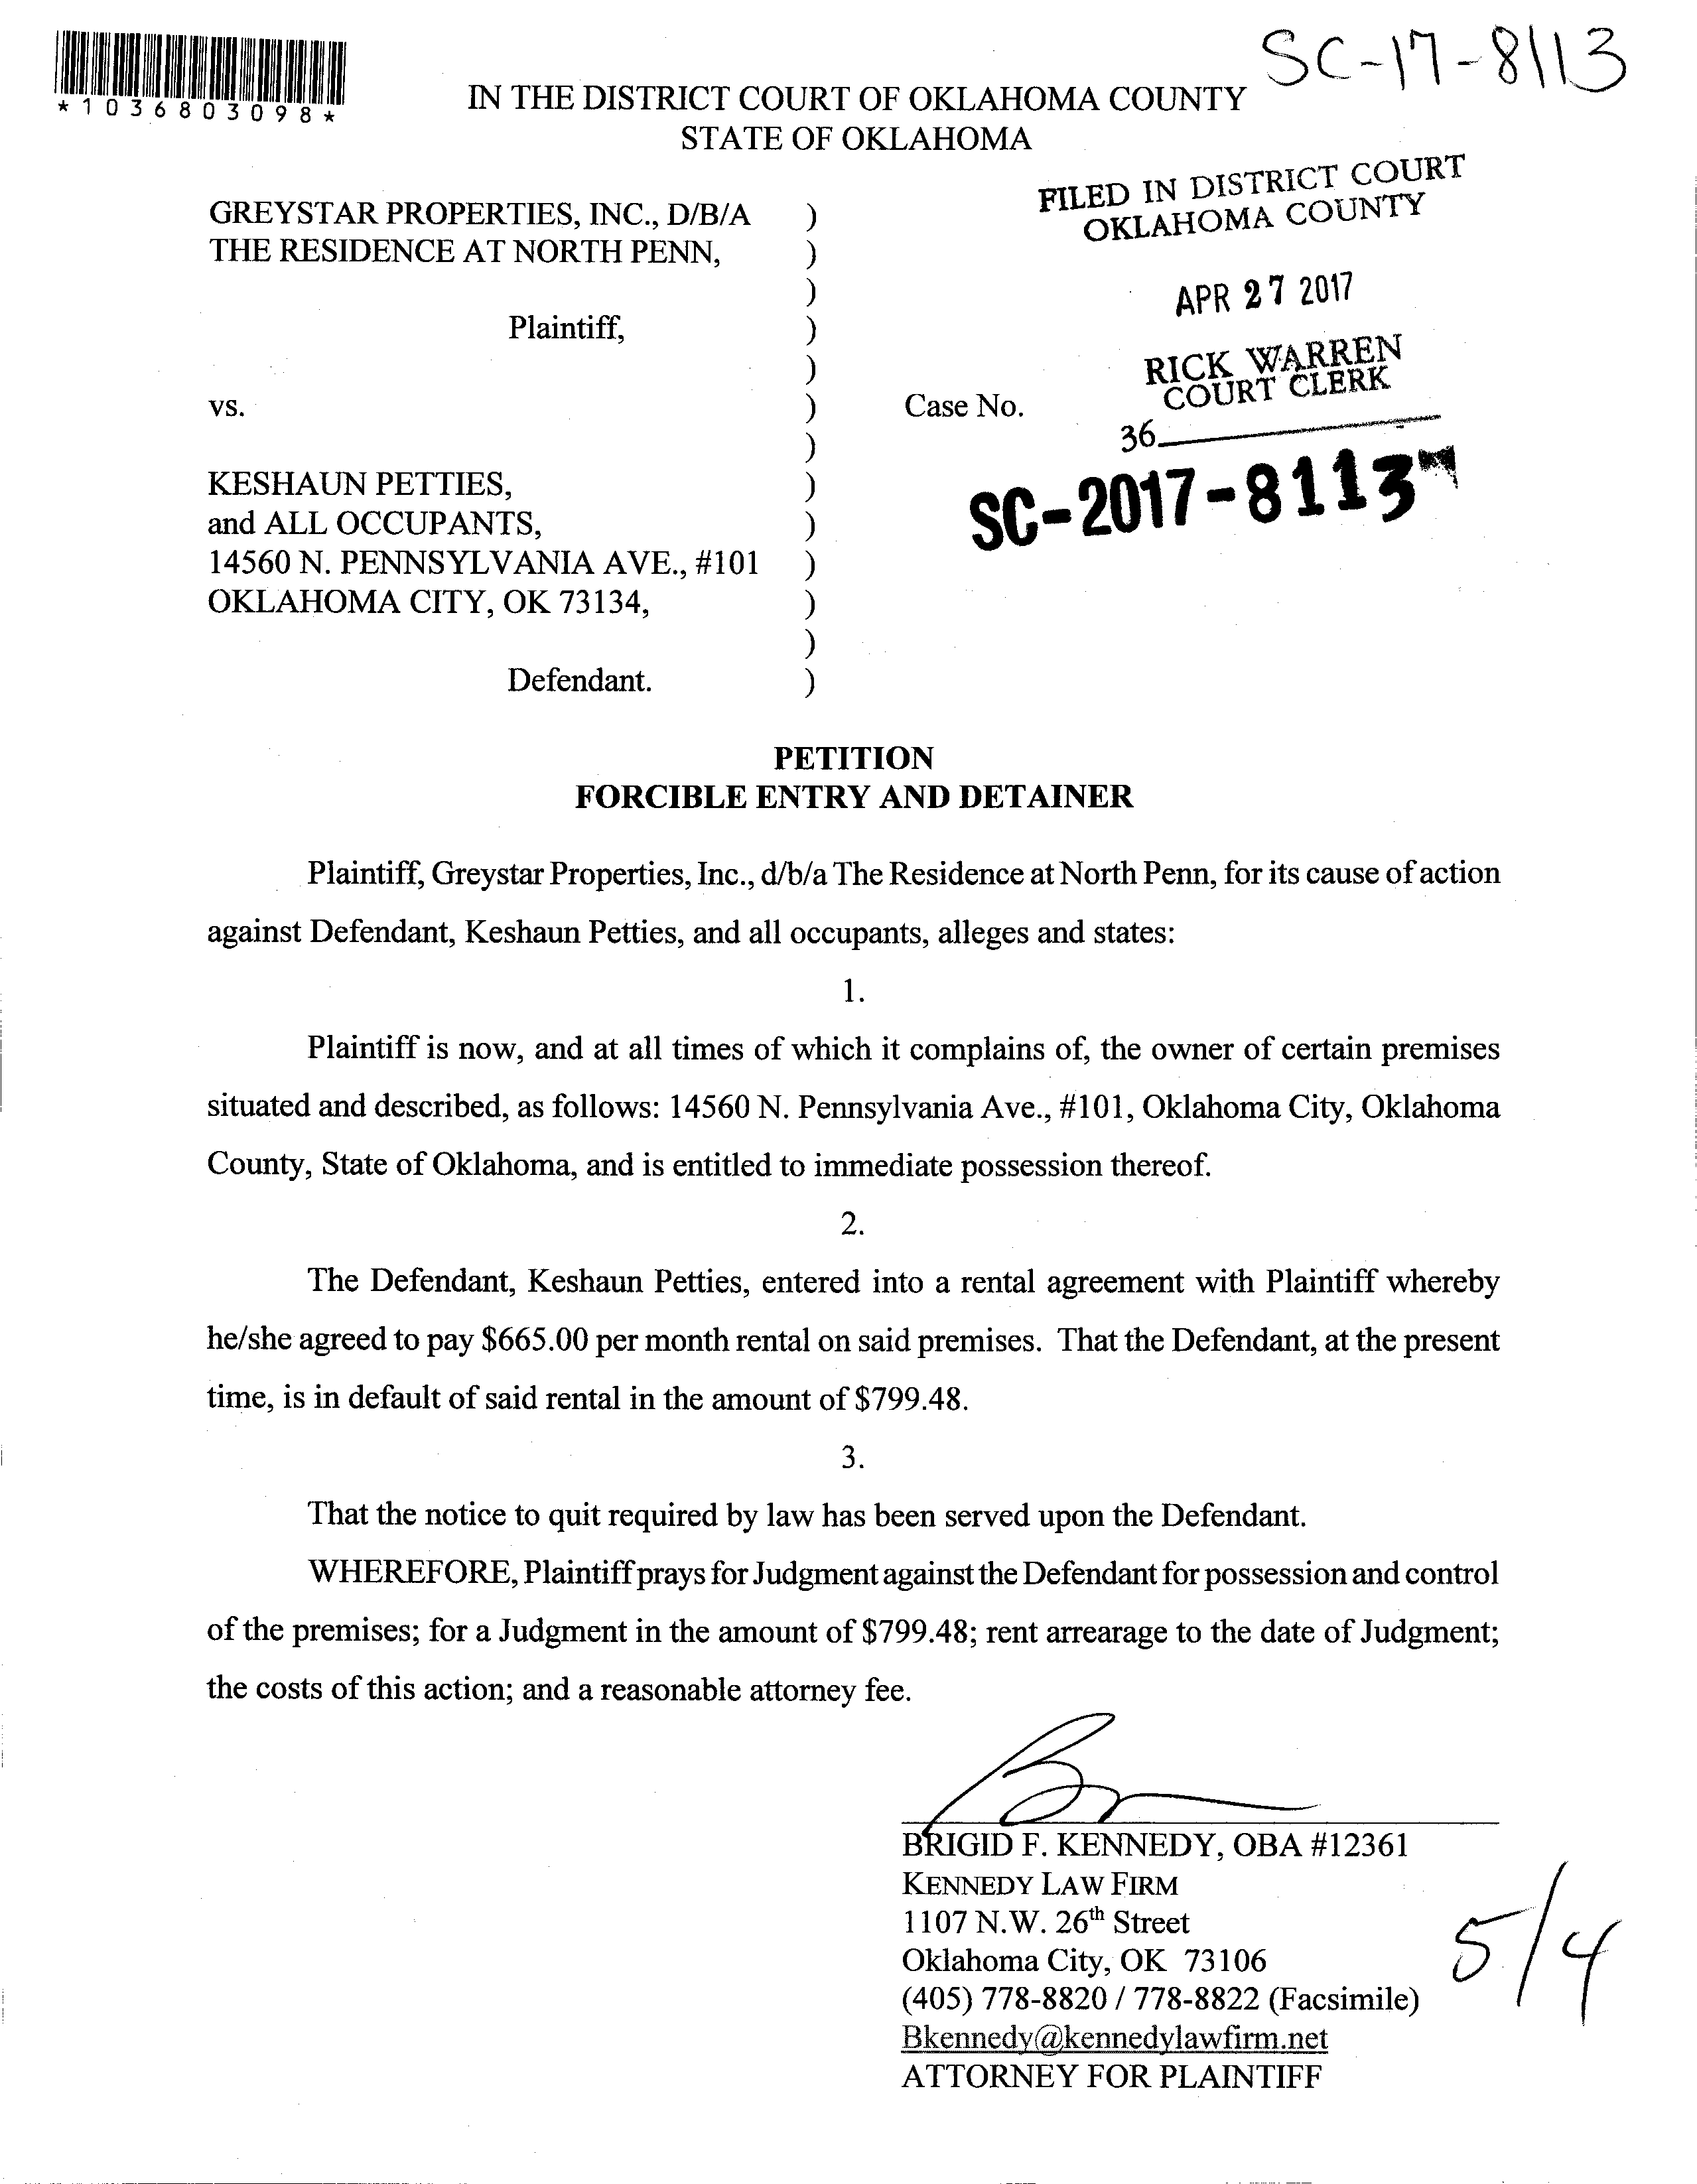 SC-17-8113
*1036803098*
IN THE DISTRICT COURT OF OKLAHOMA COUNTY
STATE OF OKLAHOMA
FILED IN DISTRICT COURT
OKLAHOMA COUNTY
APR 27 2017
RICK WARREN
COURT CLERK
36
GREYSTAR PROPERTIES, INC., D/B/A )
THE RESIDENCE AT NORTH PENN, )
)
Plaintiff, )
)
vs. ) Case No.
)
SC-2017-8113
KESHAUN PETTIES, )
and ALL OCCUPANTS, )
14560 N. PENNSYLVANIA AVE., #101 )
OKLAHOMA CITY, OK 73134, )
)
Defendant. )
PETITION
FORCIBLE ENTRY AND DETAINER
Plaintiff, Greystar Properties, Inc., d/b/a The Residence at North Penn, for its cause of action
against Defendant, Keshaun Petties, and all occupants, alleges and states:
1.
Plaintiff is now, and at all times of which it complains of, the owner of certain premises
situated and described, as follows: 14560 N. Pennsylvania Ave., #101, Oklahoma City, Oklahoma
County, State of Oklahoma, and is entitled to immediate possession thereof.
2.
The Defendant, Keshaun Petties, entered into a rental agreement with Plaintiff whereby
he/she agreed to pay $665.00 per month rental on said premises. That the Defendant, at the present
time, is in default of said rental in the amount of $799.48.
3.
That the notice to quit required by law has been served upon the Defendant.
WHEREFORE, Plaintiff prays for Judgment against the Defendant for possession and control
of the premises; for a Judgment in the amount of $799.48; rent arrearage to the date of Judgment;
the costs of this action; and a reasonable attorney fee.
BRIGID F. KENNEDY, OBA #12361
KENNEDY LAW FIRM
1107 N.W. 26th Street
Oklahoma City, OK 73106
(405) 778-8820 / 778-8822 (Facsimile)
Bkennedy@kennedylawfirm.net
ATTORNEY FOR PLAINTIFF
5/4